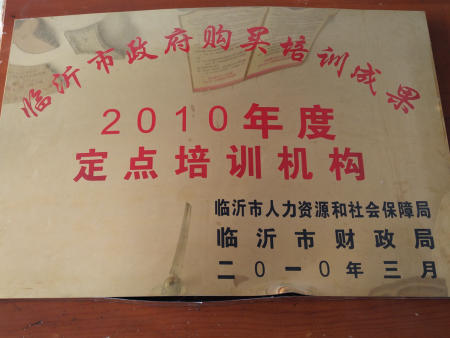 临沂市政府购买培训成果
2010年度
定点培训机构
临沂市人力资源和社会保障局
临沂市财政局
二0一0年三月